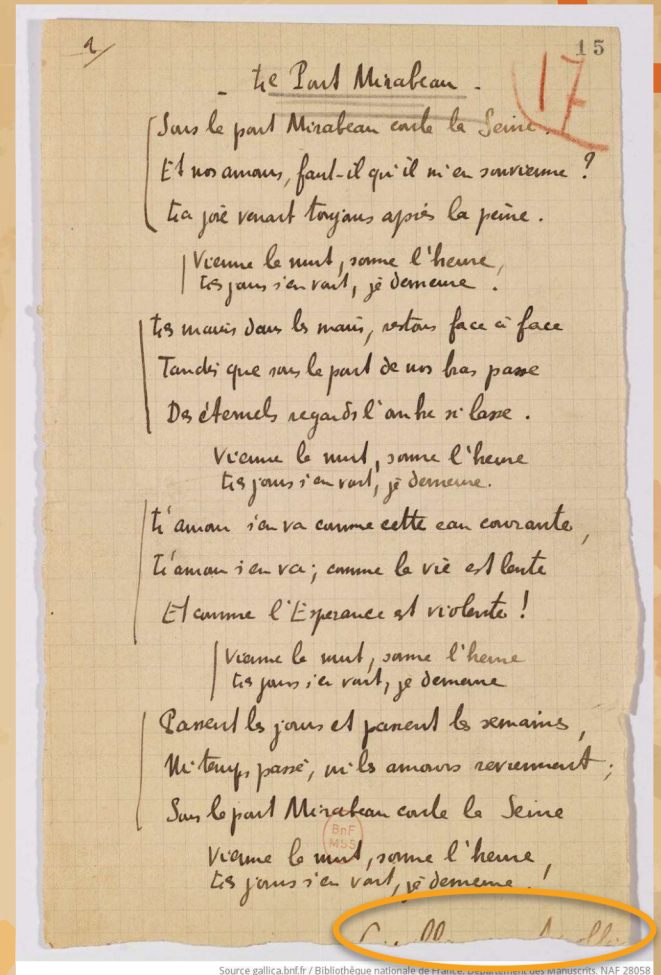 2/
15
Le Pont Mirabeau
17
Sous le pont Mirabeau coule la Seine.
Et nos amours, faut-il qu'il m'en souvienne ?
La joie venait toujours après la peine.
Vienne la nuit, sonne l'heure,
Les jours s'en vont, je demeure.
Les mains dans les mains, restons face à face
Tandis que sous le pont de nos bras passe
Des éternels regards l'onde si lasse.
Vienne la nuit, sonne l'heure
Les jours s'en vont, je demeure.
L'amour s'en va comme cette eau courante,
L'amour s'en va ; comme la vie est lente
Et comme l'Espérance est violente !
Vienne la nuit, sonne l'heure
Les jours s'en vont, je demeure
Passent les jours et passent les semaines,
Ni temps passé, ni les amours reviennent ;
Sous le pont Mirabeau coule la Seine
BnF
MSS
Vienne la nuit, sonne l'heure,
Les jours s'en vont, je demeure !
Source gallica.bnf.fr / Bibliothèque nationale de France. Département des Manuscrits. NAF 28058